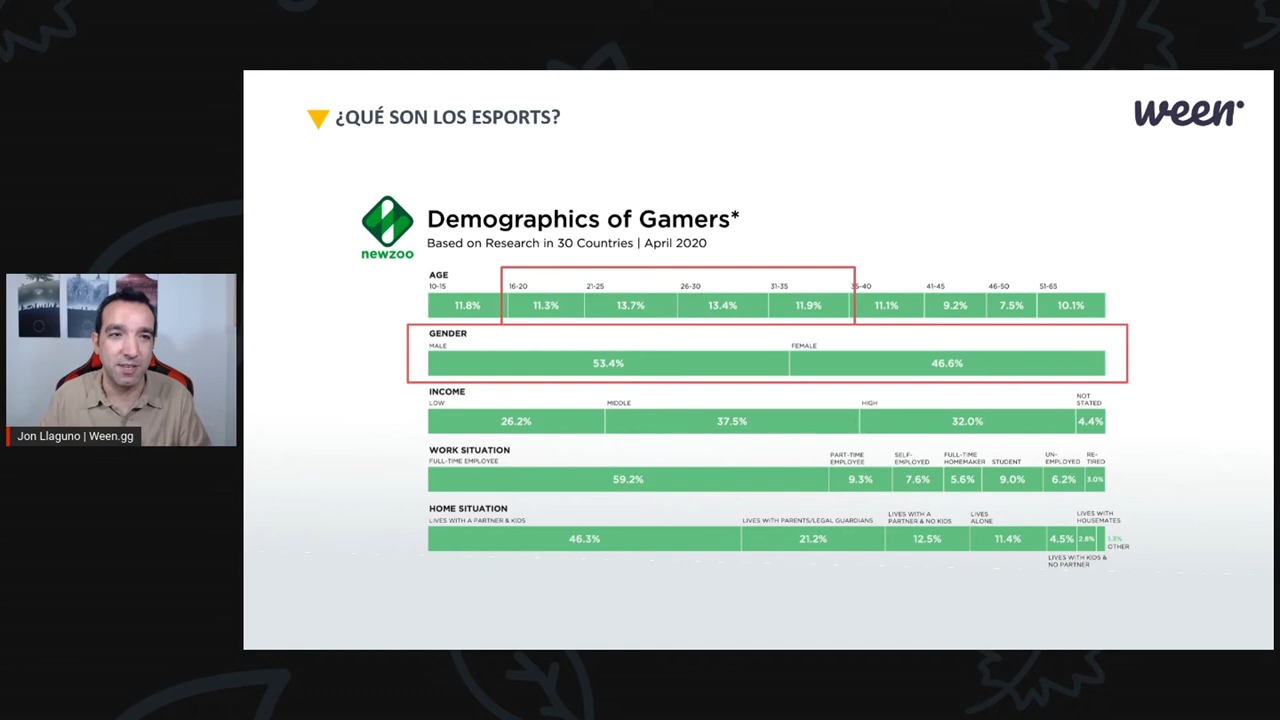 ¿QUÉ SON LOS ESPORTS?
ween
newzoo
Demographics of Gamers*
Based on Research in 30 Countries | April 2020
AGE
10-15 16-20 21-25 26-30 31-35 35-40 41-45 46-50 51-65
11.8% 11.3% 13.7% 13.4% 11.9% 11.1% 9.2% 7.5% 10.1%
GENDER
MALE FEMALE
53.4% 46.6%
INCOME
LOW MIDDLE HIGH NOT STATED
26.2% 37.5% 32.0% 4.4%
WORK SITUATION
FULL-TIME EMPLOYEE PART-TIME EMPLOYEE SELF-EMPLOYED FULL-TIME HOMEMAKER STUDENT UN-EMPLOYED RE-TIRED
59.2% 9.3% 7.6% 5.6% 9.0% 6.2% 3.0%
HOME SITUATION
LIVES WITH A PARTNER & KIDS LIVES WITH PARENTS/LEGAL GUARDIANS LIVES WITH A PARTNER & NO KIDS LIVES ALONE LIVES WITH HOUSEMATES
46.3% 21.2% 12.5% 11.4% 4.5% 2.8% 1.3%
OTHER
LIVES WITH KIDS & NO PARTNER
Jon Llaguno | Ween.gg